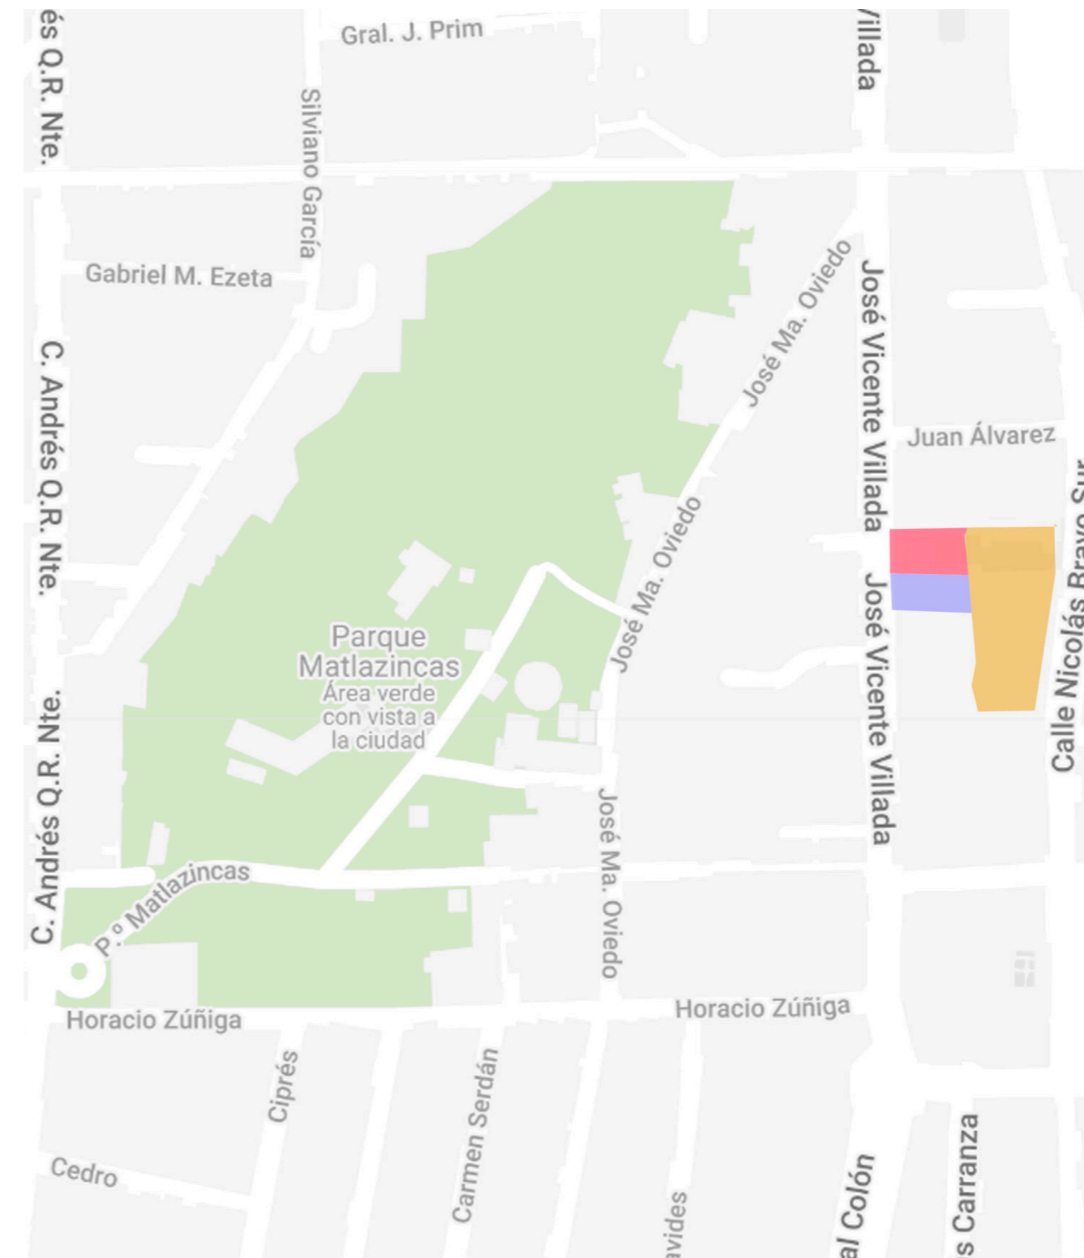 Gral. J. Prim
és Q.R. Nte.
Villada
Silviano García
Gabriel M. Ezeta
José Ma. Oviedo
José Vicente Villada
C. Andrés Q.R. Nte.
Juan Álvarez
José Ma. Oviedo
Calle Nicolás Bravo Sur
José Vicente Villada
Parque
Matlazincas
Área verde
con vista a
la ciudad
C. Andrés Q.R. Nte.
José Ma. Oviedo
P.º Matlazincas
Horacio Zúñiga
Horacio Zúñiga
Ciprés
Carmen Serdán
Cedro
avides
al Colón
s Carranza